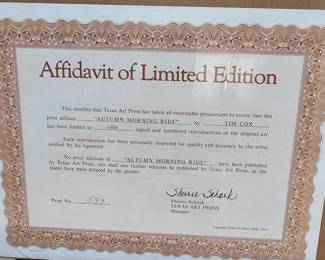 Affidavit of Limited Edition
This certifies that Texas Art Press has taken all reasonable precautions to assure that this
print edition "AUTUMN MORNING RIDE" by TIM COX
has been limited to 1000 signed and numbered reproductions of the original art.
Each reproduction has been personally inspected for quality and accuracy by the artist,
verified by his signature.
No prior editions of "AUTUMN MORNING RIDE" have been published
by Texas Art Press, nor shall any further editions be published by Texas Art Press, as the
plates have been defaced by the printer.
Sherrie Schork
Print No. 599
Sherrie Schork
TEXAS ART PRESS
Manager